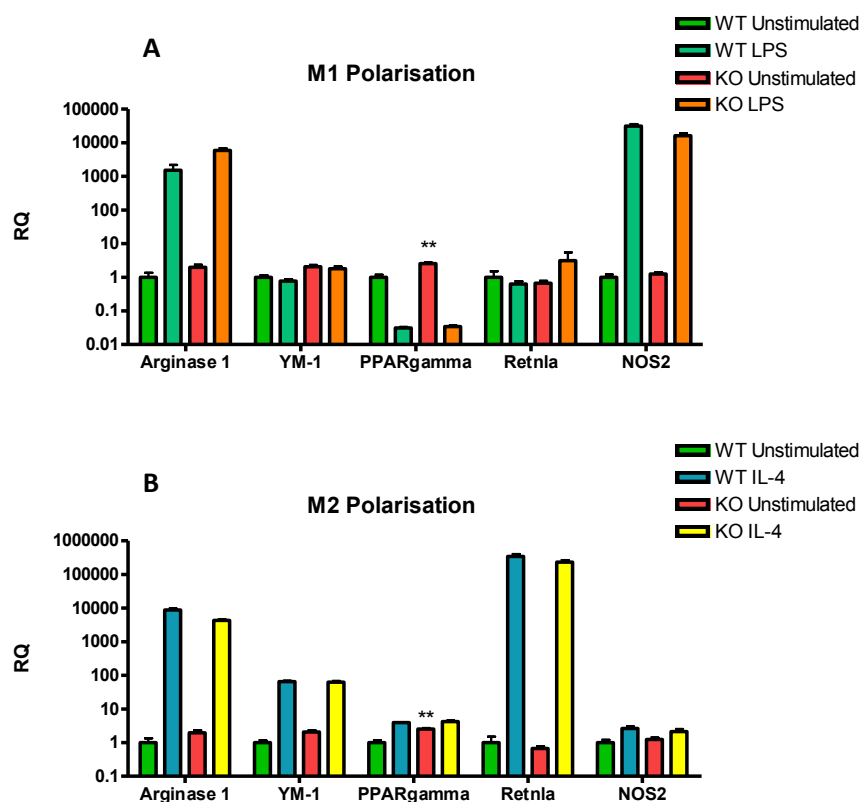 A
M1 Polarisation
WT Unstimulated
WT LPS
KO Unstimulated
KO LPS
100000
10000
1000
100
10
1
0.1
0.01
RQ
**
Arginase 1 YM-1 PPARgamma Retnla NOS2
B
M2 Polarisation
WT Unstimulated
WT IL-4
KO Unstimulated
KO IL-4
1000000
100000
10000
1000
100
10
1
0.1
RQ
**
Arginase 1 YM-1 PPARgamma Retnla NOS2